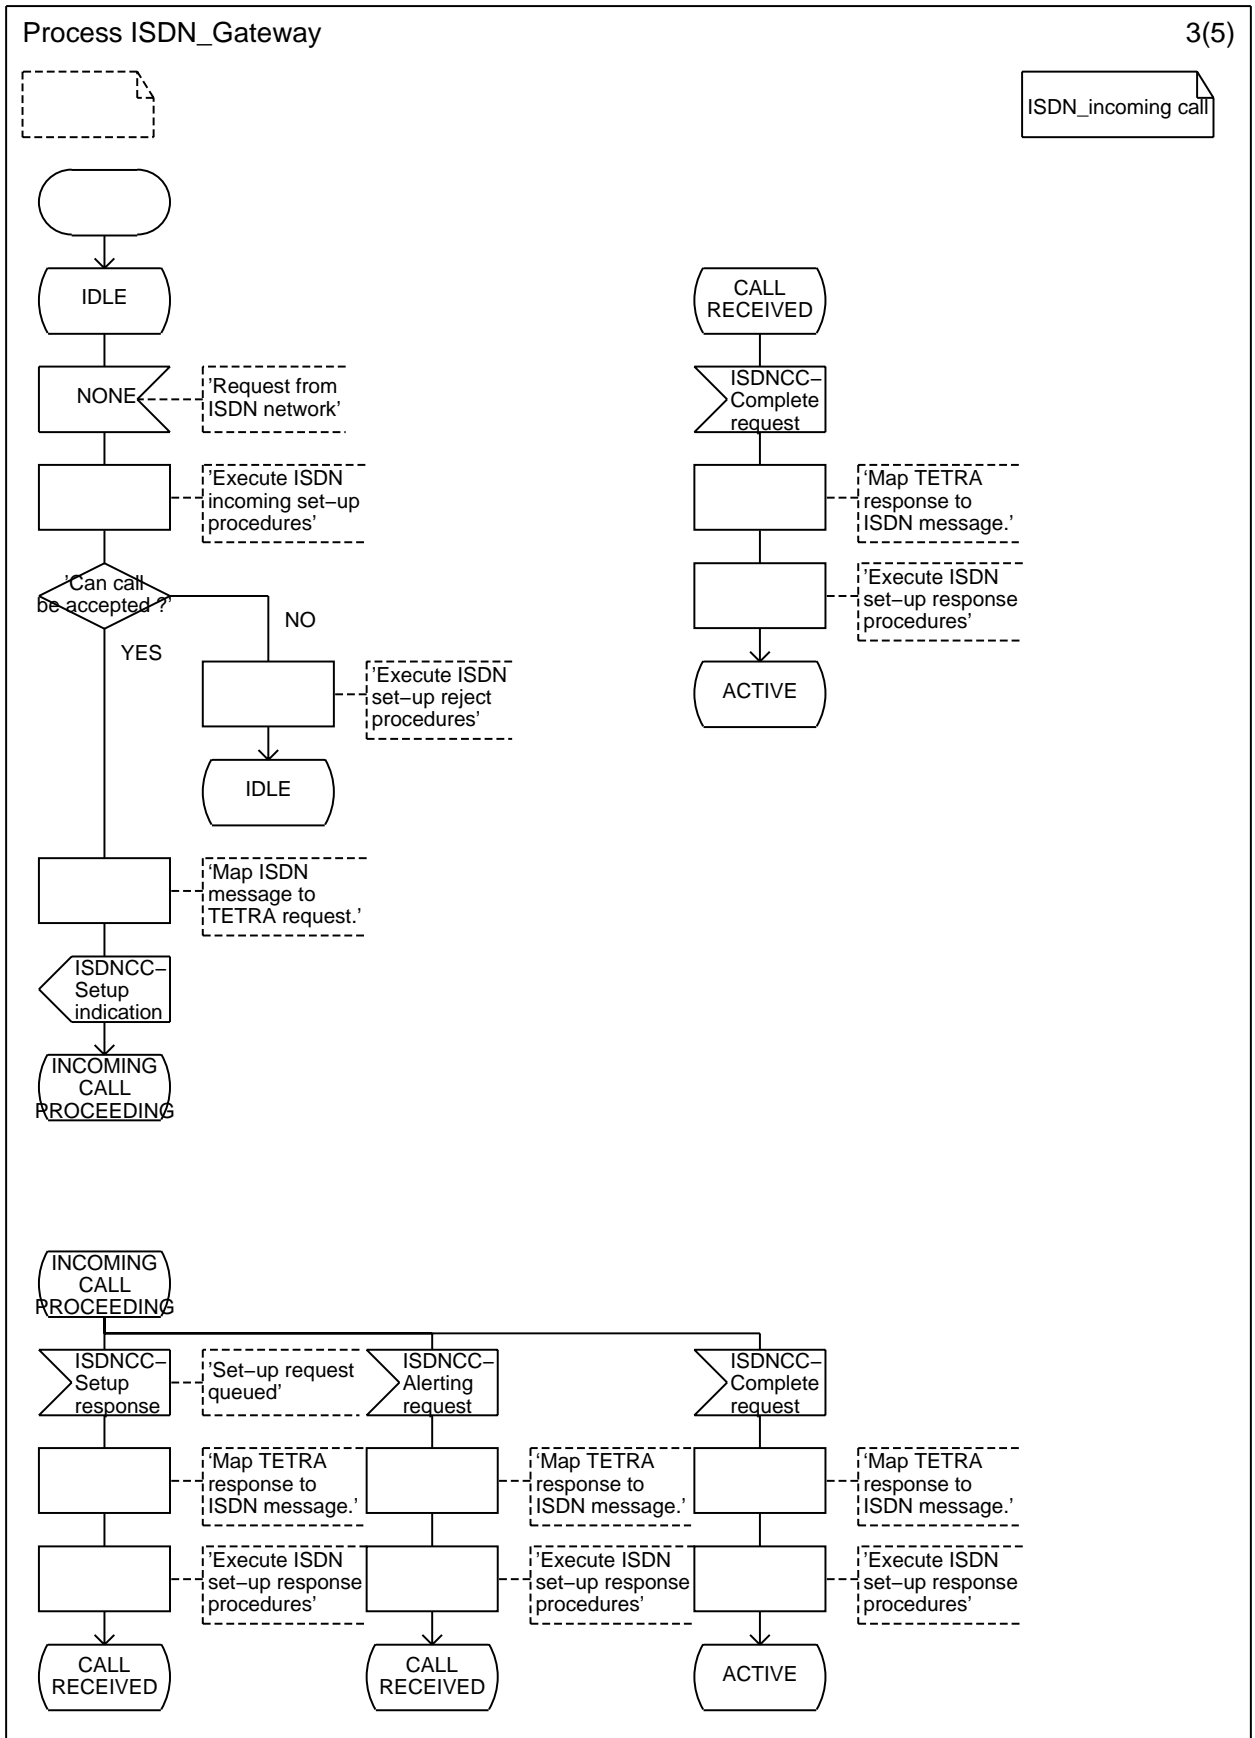 Process ISDN_Gateway
3(5)
ISDN_incoming call
IDLE
NONE
’Request from
ISDN network’
’Execute ISDN
incoming set−up
procedures’
’Can call
be accepted ?’
NO
YES
’Execute ISDN
set−up reject
procedures’
IDLE
’Map ISDN
message to
TETRA request.’
ISDNCC−
Setup
indication
INCOMING
CALL
PROCEEDING
CALL
RECEIVED
ISDNCC−
Complete
request
’Map TETRA
response to
ISDN message.’
’Execute ISDN
set−up response
procedures’
ACTIVE
INCOMING
CALL
PROCEEDING
ISDNCC−
Setup
response
’Set−up request
queued’
’Map TETRA
response to
ISDN message.’
’Execute ISDN
set−up response
procedures’
CALL
RECEIVED
ISDNCC−
Alerting
request
’Map TETRA
response to
ISDN message.’
’Execute ISDN
set−up response
procedures’
CALL
RECEIVED
ISDNCC−
Complete
request
’Map TETRA
response to
ISDN message.’
’Execute ISDN
set−up response
procedures’
ACTIVE